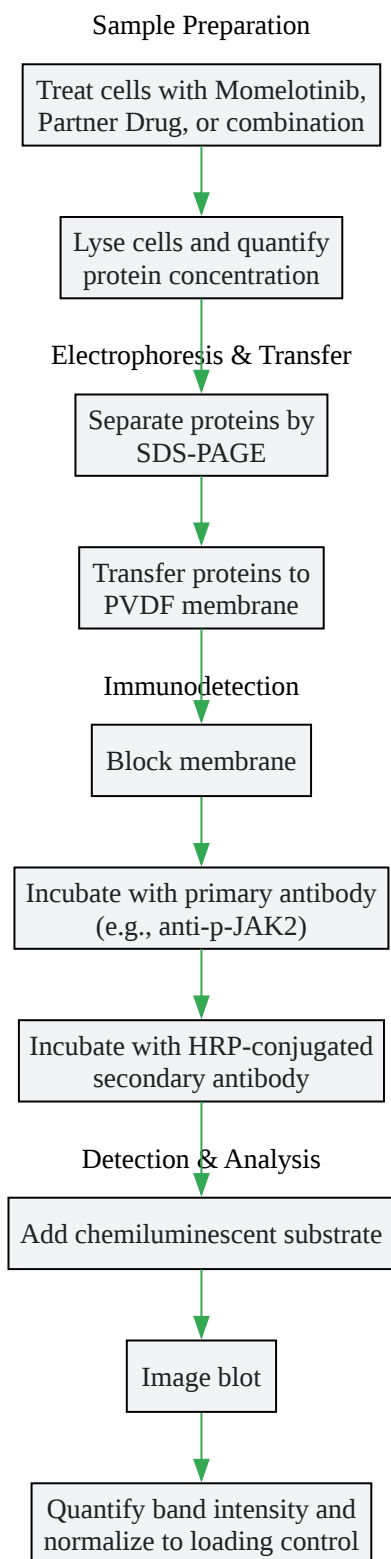 Sample Preparation
Treat cells with Momelotinib,
Partner Drug, or combination
Lyse cells and quantify
protein concentration
Electrophoresis & Transfer
Separate proteins by
SDS-PAGE
Transfer proteins to
PVDF membrane
Immunodetection
Block membrane
Incubate with primary antibody
(e.g., anti-p-JAK2)
Incubate with HRP-conjugated
secondary antibody
Detection & Analysis
Add chemiluminescent substrate
Image blot
Quantify band intensity and
normalize to loading control